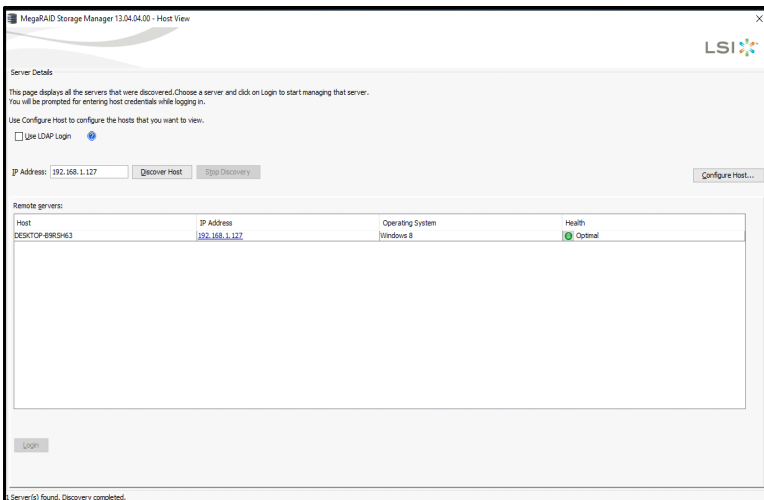 MegaRAID Storage Manager 13.04.04.00 - Host View
LSI
Server Details
This page displays all the servers that were discovered.Choose a server and click on Login to start managing that server.
You will be prompted for entering host credentials while logging in.
Use Configure Host to configure the hosts that you want to view.
Use LDAP Login
IP Address: 192.168.1.127 Discover Host Stop Discovery
Configure Host...
Remote servers:
Host IP Address Operating System Health
DESKTOP-B9RSH63 192.168.1.127 Windows 8 Optimal
Login
1 Server(s) found. Discovery completed.